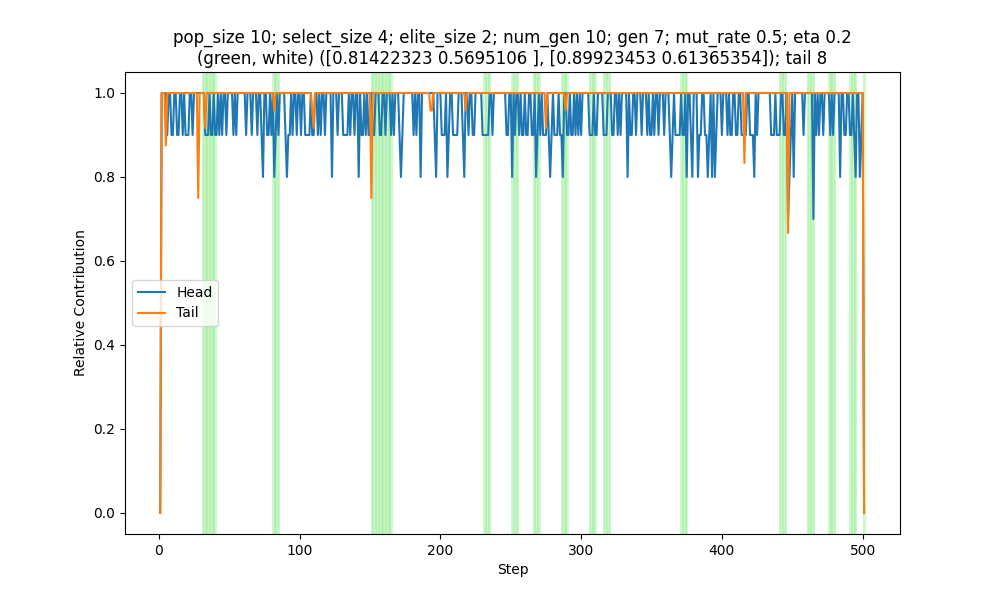 pop_size 10; select_size 4; elite_size 2; num_gen 10; gen 7; mut_rate 0.5; eta 0.2
(green, white) ([0.81422323 0.5695106 ], [0.89923453 0.61365354]); tail 8
1.0
0.8
0.6
0.4
0.2
0.0
Relative Contribution
Head
Tail
0
100
200
300
400
500
Step